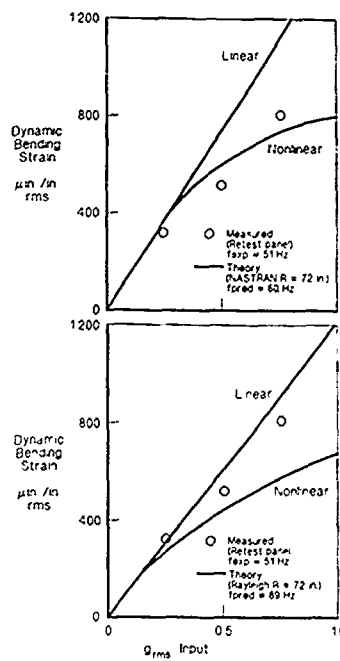 1200
800
400
0
Dynamic
Bending
Strain
μin /in
rms
Linear
Nonlinear
Measured
(Retest panel)
fexp = 51 Hz
Theory
(NASTRAN R = 72 in.)
fpred = 60 Hz
1200
800
400
0
Dynamic
Bending
Strain
μin /in
rms
Linear
Nonlinear
Measured
(Retest panel
fexp = 51 Hz
Theory
(Rayleigh R = 72 in.)
fpred = 89 Hz
0
0.5
1
grms Input